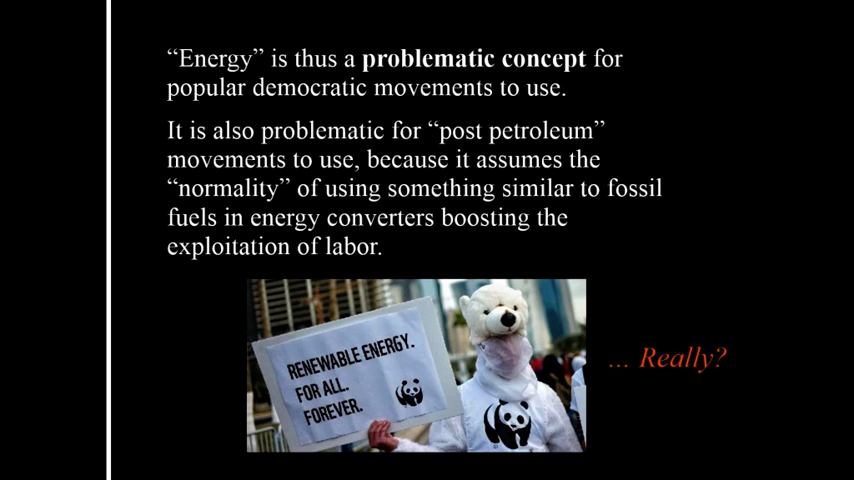 “Energy” is thus a problematic concept for
popular democratic movements to use.
It is also problematic for “post petroleum”
movements to use, because it assumes the
“normality” of using something similar to fossil
fuels in energy converters boosting the
exploitation of labor.
RENEWABLE ENERGY.
FOR ALL.
FOREVER.
... Really?